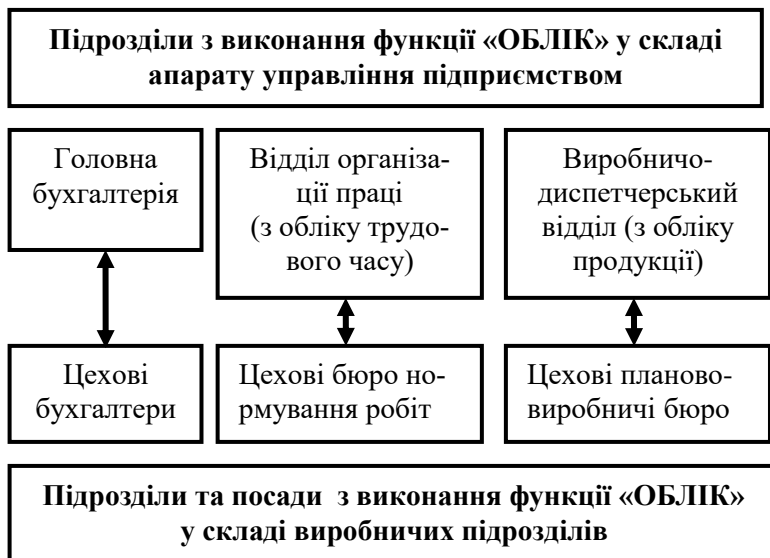 Підрозділи з виконання функції «ОБЛІК» у складі
апарату управління підприємством
Головна
бухгалтерія
Відділ організа-
ції праці
(з обліку трудо-
вого часу)
Виробничо-
диспетчерський
відділ (з обліку
продукції)
Цехові
бухгалтери
Цехові бюро но-
рмування робіт
Цехові планово-
виробничі бюро
Підрозділи та посади з виконання функції «ОБЛІК»
у складі виробничих підрозділів